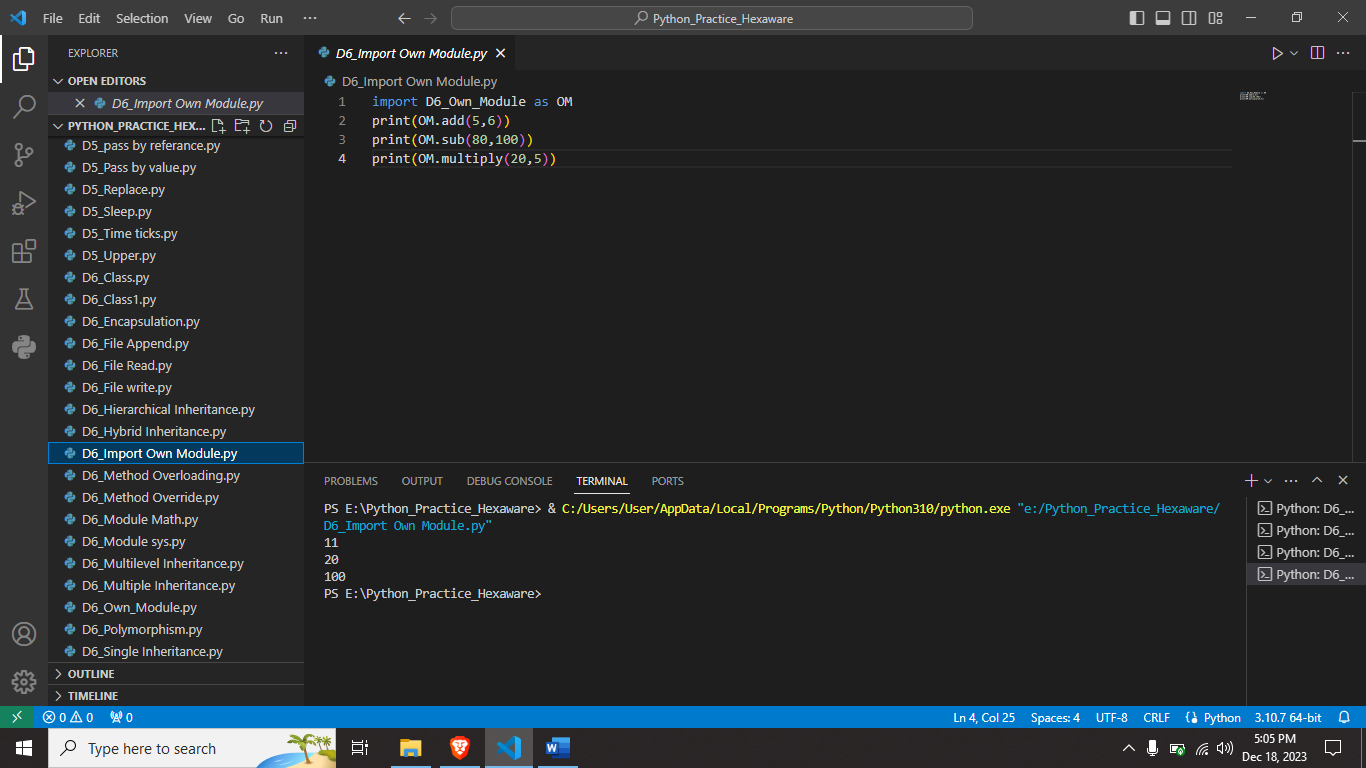 File Edit Selection View Go Run ··· Python_Practice_Hexaware
EXPLORER
OPEN EDITORS
D6_Import Own Module.py
PYTHON_PRACTICE_HEX...
D5_pass by referance.py
D5_Pass by value.py
D5_Replace.py
D5_Sleep.py
D5_Time ticks.py
D5_Upper.py
D6_Class.py
D6_Class1.py
D6_Encapsulation.py
D6_File Append.py
D6_File Read.py
D6_File write.py
D6_Hierarchical Inheritance.py
D6_Hybrid Inheritance.py
D6_Import Own Module.py
D6_Method Overloading.py
D6_Method Override.py
D6_Module Math.py
D6_Module sys.py
D6_Multilevel Inheritance.py
D6_Multiple Inheritance.py
D6_Own_Module.py
D6_Polymorphism.py
D6_Single Inheritance.py
OUTLINE
TIMELINE
D6_Import Own Module.py
D6_Import Own Module.py
1 import D6_Own_Module as OM
2 print(OM.add(5,6))
3 print(OM.sub(80,100))
4 print(OM.multiply(20,5))
PROBLEMS OUTPUT DEBUG CONSOLE TERMINAL PORTS
PS E:\Python_Practice_Hexaware> & C:/Users/User/AppData/Local/Programs/Python/Python310/python.exe "e:/Python_Practice_Hexaware/
D6_Import Own Module.py"
11
20
100
PS E:\Python_Practice_Hexaware>
Python: D6_...
Python: D6_...
Python: D6_...
Python: D6_...
0 0 0 Ln 4, Col 25 Spaces: 4 UTF-8 CRLF Python 3.10.7 64-bit
Type here to search
5:05 PM
Dec 18, 2023